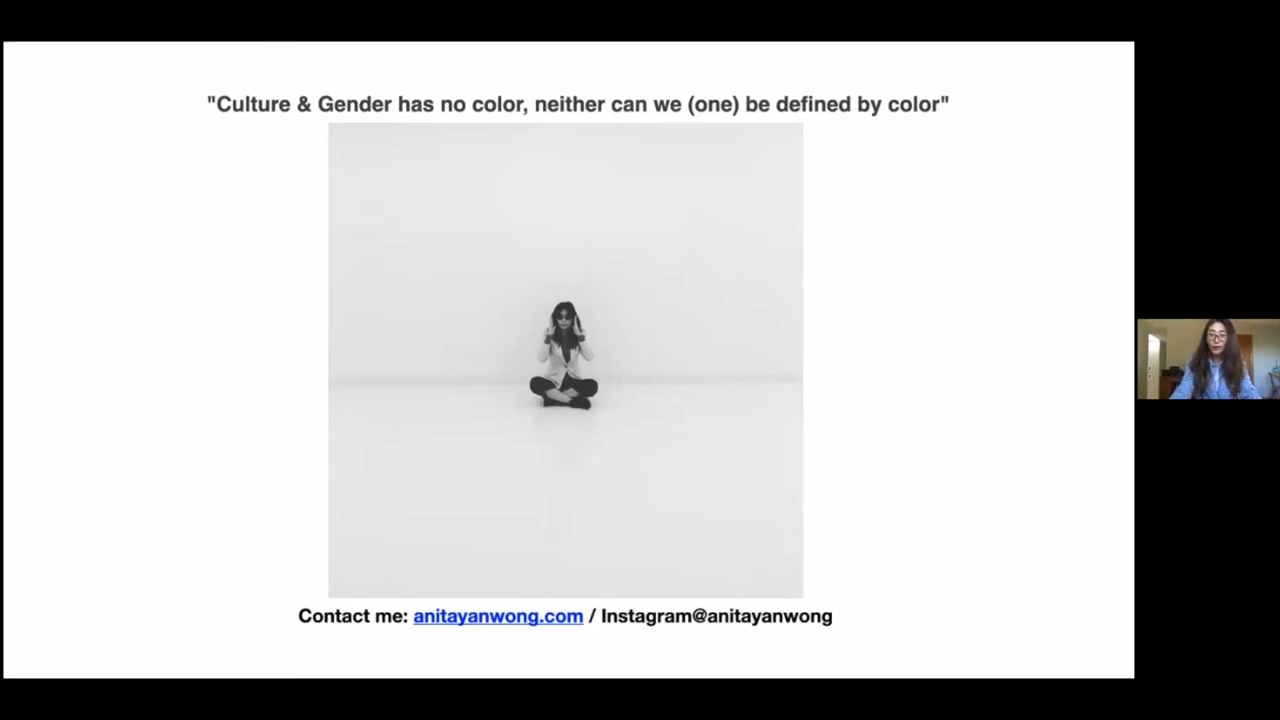 "Culture & Gender has no color, neither can we (one) be defined by color"
Contact me: anitayanwong.com / Instagram@anitayanwong